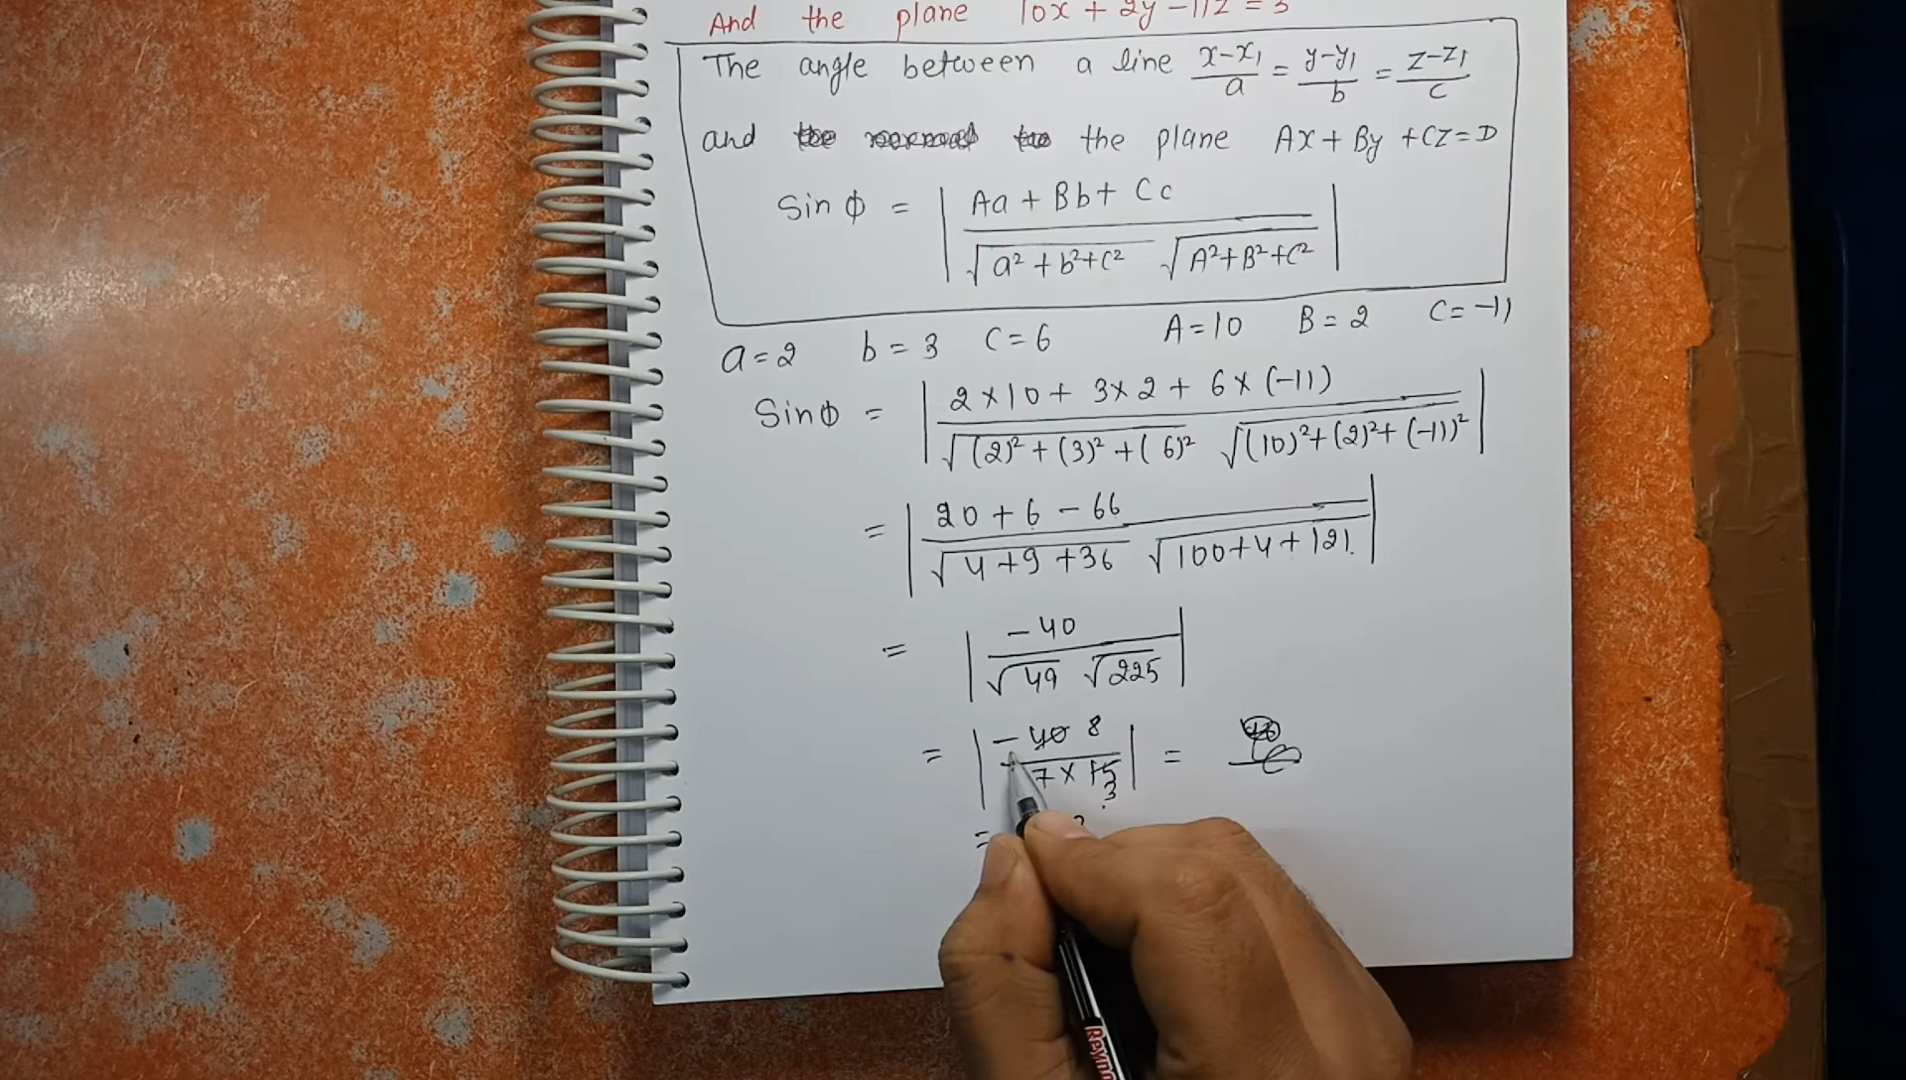 And the plane 10x + 2y - 11z = 3
The angle between a line x-x₁/a = y-y₁/b = z-z₁/c
and the plane Ax + By + Cz = D
Sin ϕ = | Aa + Bb + Cc / √a² + b² + c² √A² + B² + C² |
a = 2 b = 3 c = 6 A = 10 B = 2 C = -11
Sin ϕ = | 2 × 10 + 3 × 2 + 6 × (-11) / √(2)² + (3)² + (6)² √(10)² + (2)² + (-11)² |
= | 20 + 6 - 66 / √4 + 9 + 36 √100 + 4 + 121 |
= | -40 / √49 √225 |
= | -40 8 / 7 × 15 3 | =
=
Reyno